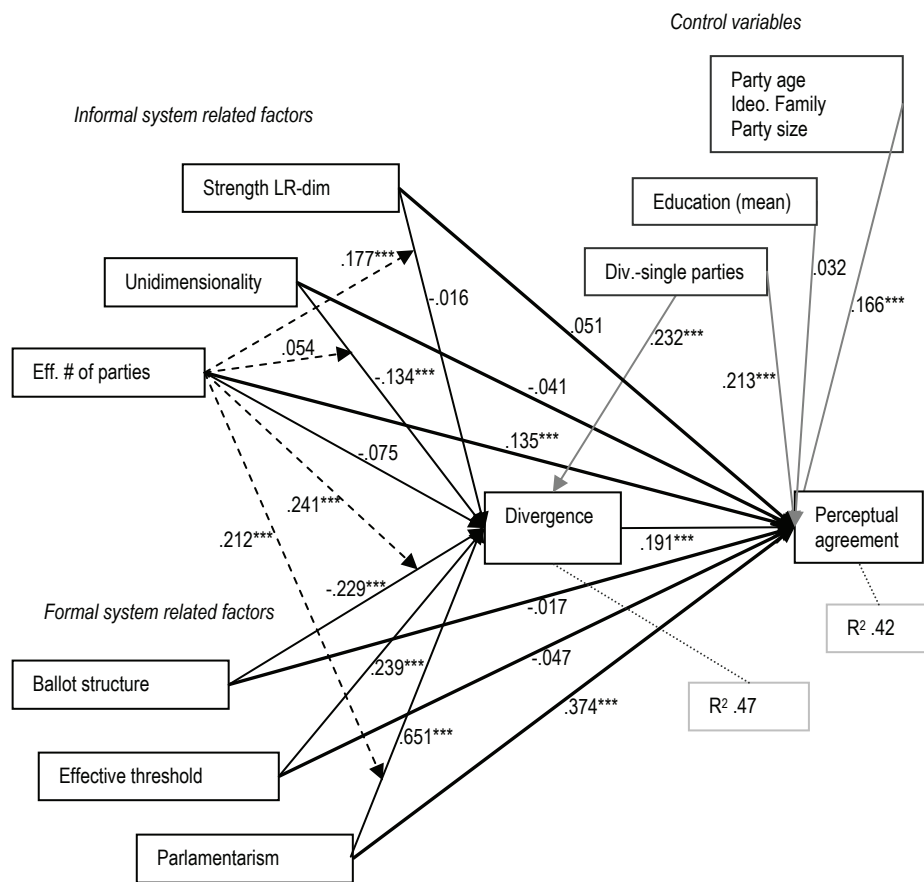 Control variables
Party age
Ideo. Family
Party size
Informal system related factors
Strength LR-dim
Education (mean)
.177***
.032
Unidimensionality
Div.-single parties
-.016
.166***
.051
.232***
.054
Eff. # of parties
-.134***
-.041
.213***
.135***
-.075
.241***
Divergence
Perceptual
agreement
.212***
.191***
-.229***
-.017
Formal system related factors
R² .42
-.047
.239***
Ballot structure
.374***
R² .47
.651***
Effective threshold
Parlamentarism